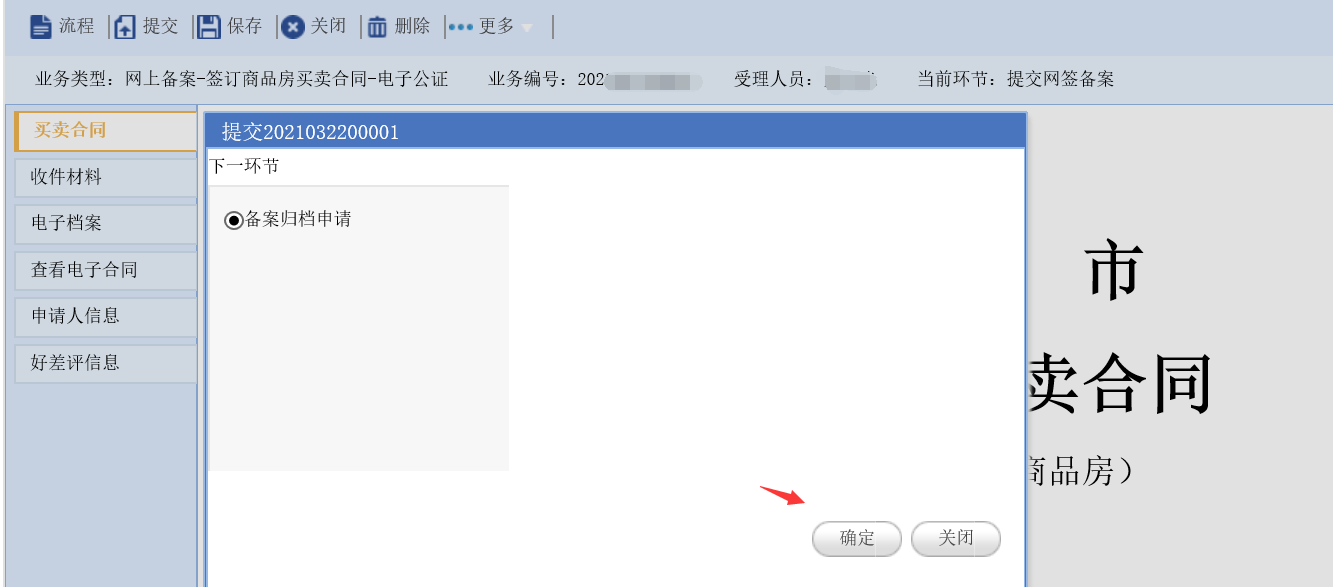 流程 提交 保存 关闭 删除 更多
业务类型：网上备案-签订商品房买卖合同-电子公证 业务编号：202 受理人员： 当前环节：提交网签备案
买卖合同
收件材料
电子档案
查看电子合同
申请人信息
好差评信息
提交2021032200001
下一环节
备案归档申请
确定 关闭
市
卖合同
商品房）